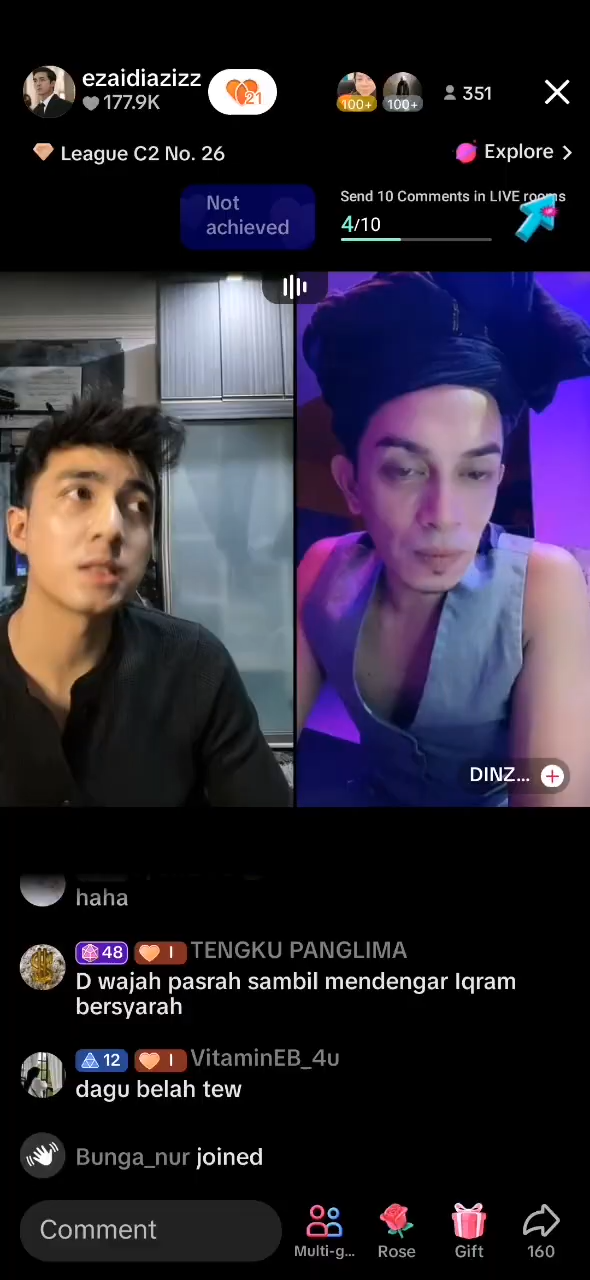 ezaidiazizz
177.9K
21
100+
100+
351
League C2 No. 26
Explore
Not
achieved
Send 10 Comments in LIVE rooms
4/10
DINZ...
haha
48 I TENGKU PANGLIMA
D wajah pasrah sambil mendengar Iqram
bersyarah
12 I VitaminEB_4u
dagu belah tew
Bunga_nur joined
Comment
Multi-g...
Rose
Gift
160